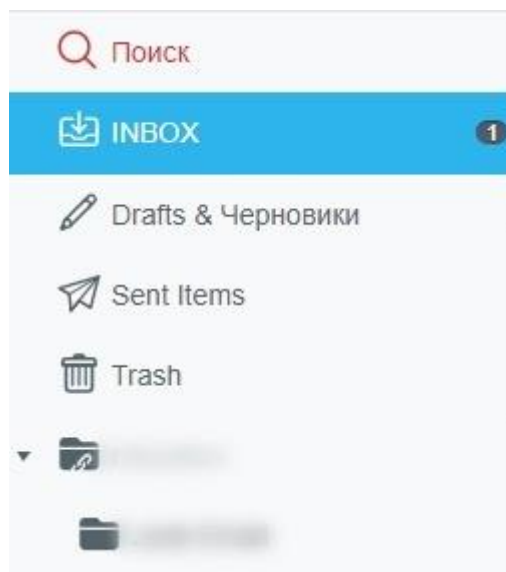 Поиск
INBOX 1
Drafts & Черновики
Sent Items
Trash